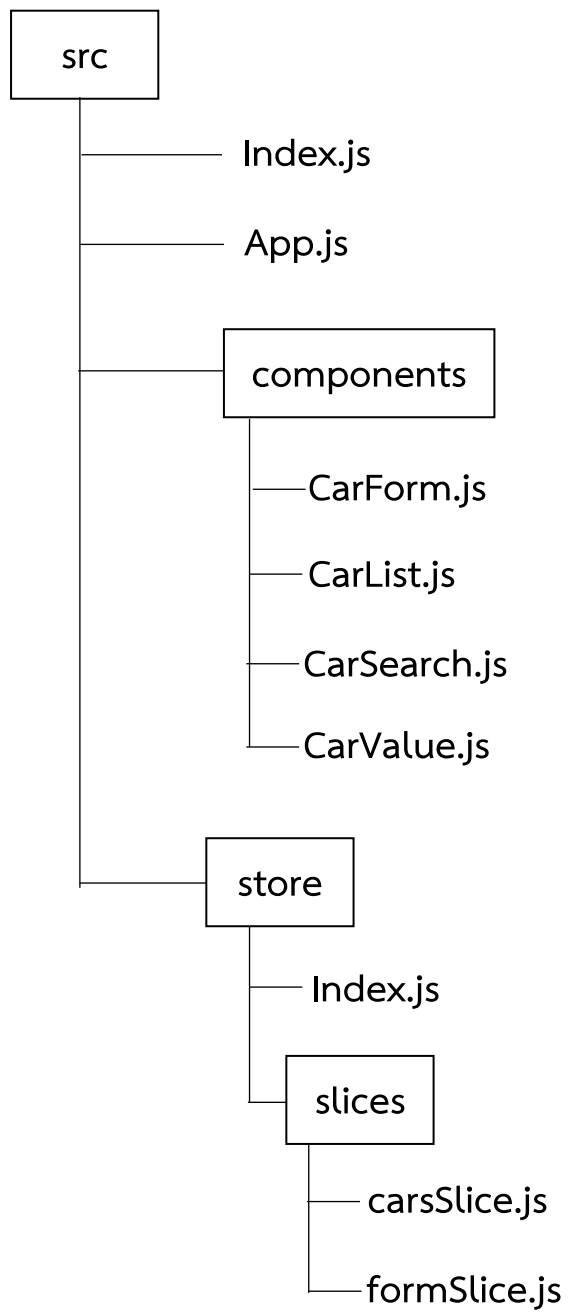 src
Index.js
App.js
components
CarForm.js
CarList.js
CarSearch.js
CarValue.js
store
Index.js
slices
carsSlice.js
formSlice.js